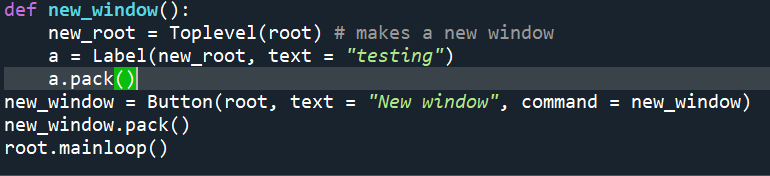 def new_window():
    new_root = Toplevel(root) # makes a new window
    a = Label(new_root, text = "testing")
    a.pack()
new_window = Button(root, text = "New window", command = new_window)
new_window.pack()
root.mainloop()